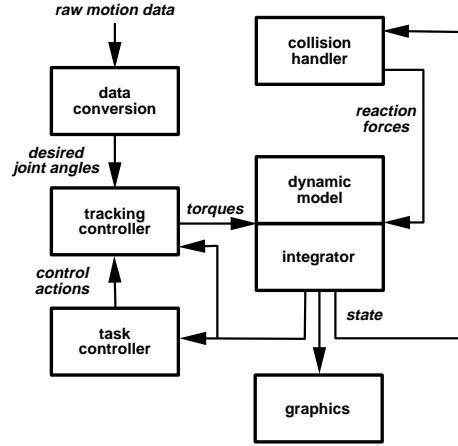 raw motion data
data
conversion
desired
joint angles
tracking
controller
control
actions
task
controller
torques
collision
handler
reaction
forces
dynamic
model
integrator
state
graphics